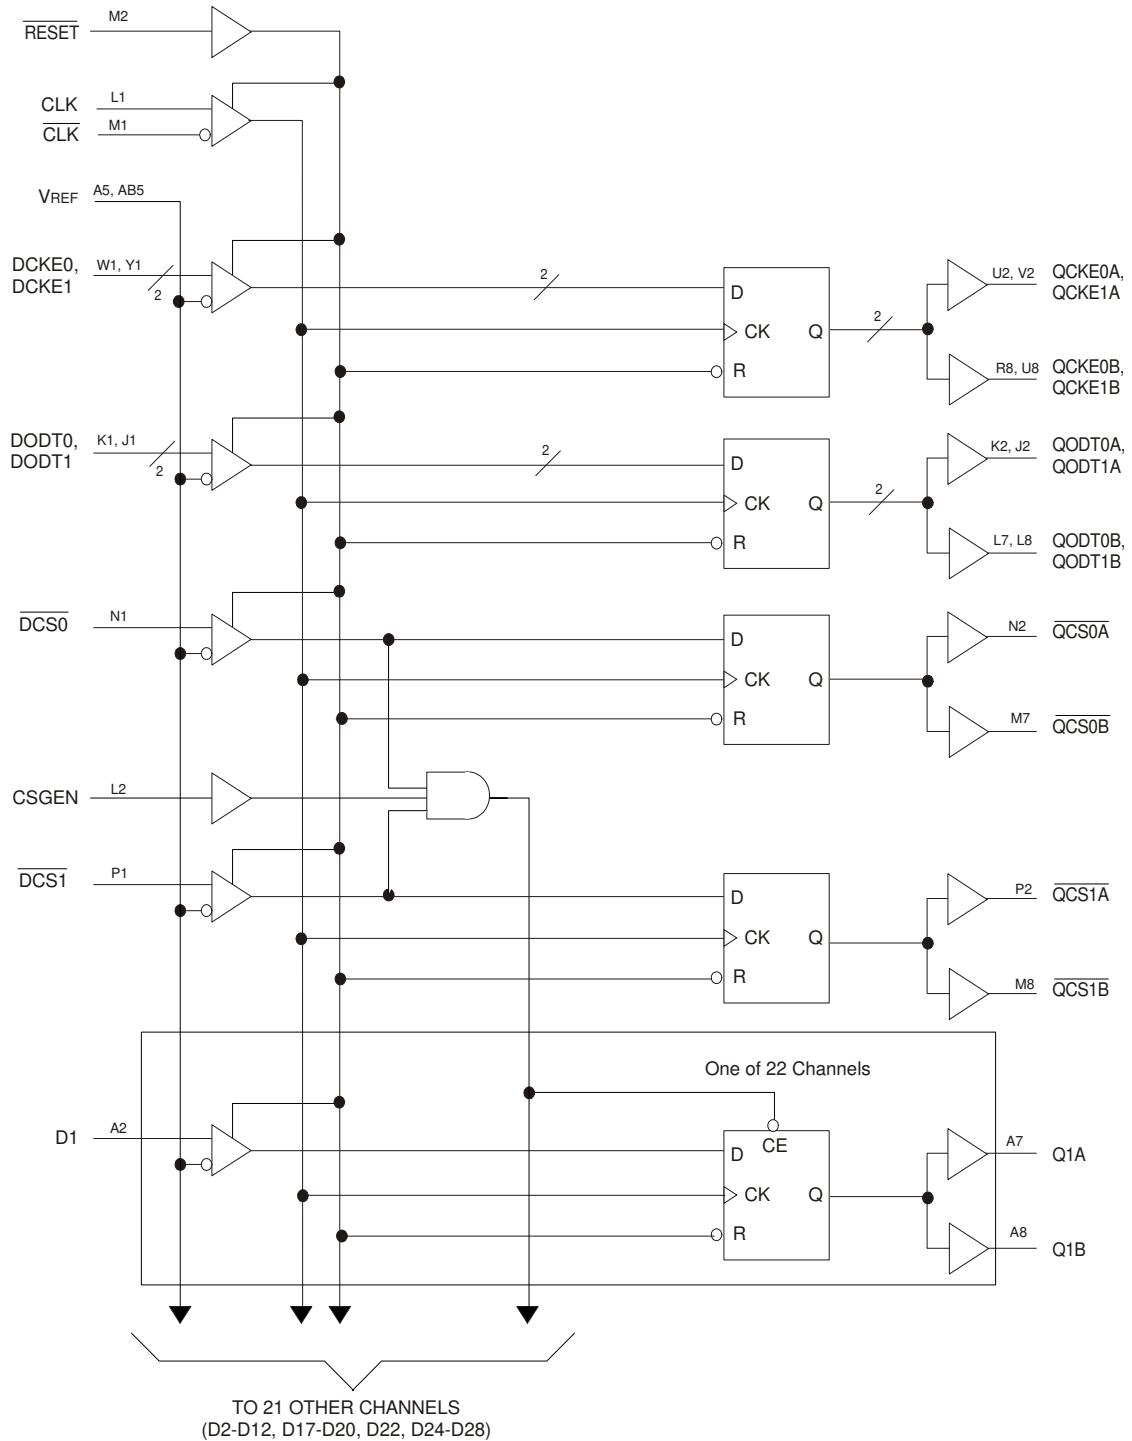 RESET M2
CLK L1
CLK M1
VREF A5, AB5
DCKE0, W1, Y1
DCKE1 2
2
D
CK Q
R
2
U2, V2 QCKE0A,
QCKE1A
R8, U8 QCKE0B,
QCKE1B
DODT0, K1, J1
DODT1 2
2
D
CK Q
R
2
K2, J2 QODT0A,
QODT1A
L7, L8 QODT0B,
QODT1B
DCS0 N1
D
CK Q
R
N2 QCS0A
M7 QCS0B
CSGEN L2
DCS1 P1
D
CK Q
R
P2 QCS1A
M8 QCS1B
One of 22 Channels
D1 A2
D CE
CK Q
R
A7 Q1A
A8 Q1B
TO 21 OTHER CHANNELS
(D2-D12, D17-D20, D22, D24-D28)